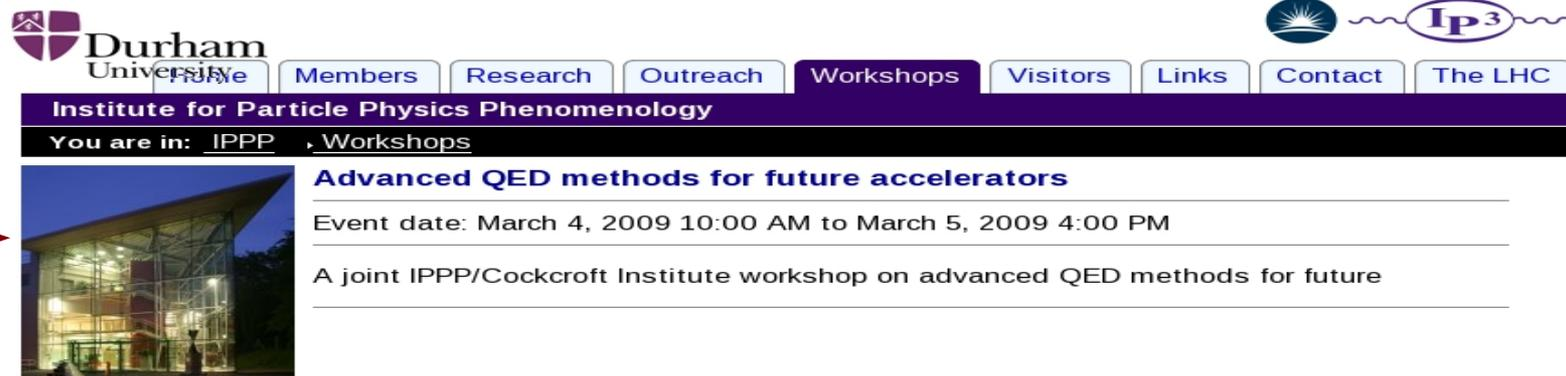 Durham
University
IP3
Home Members Research Outreach Workshops Visitors Links Contact The LHC
Institute for Particle Physics Phenomenology
You are in: IPPP Workshops
Advanced QED methods for future accelerators
Event date: March 4, 2009 10:00 AM to March 5, 2009 4:00 PM
A joint IPPP/Cockcroft Institute workshop on advanced QED methods for future